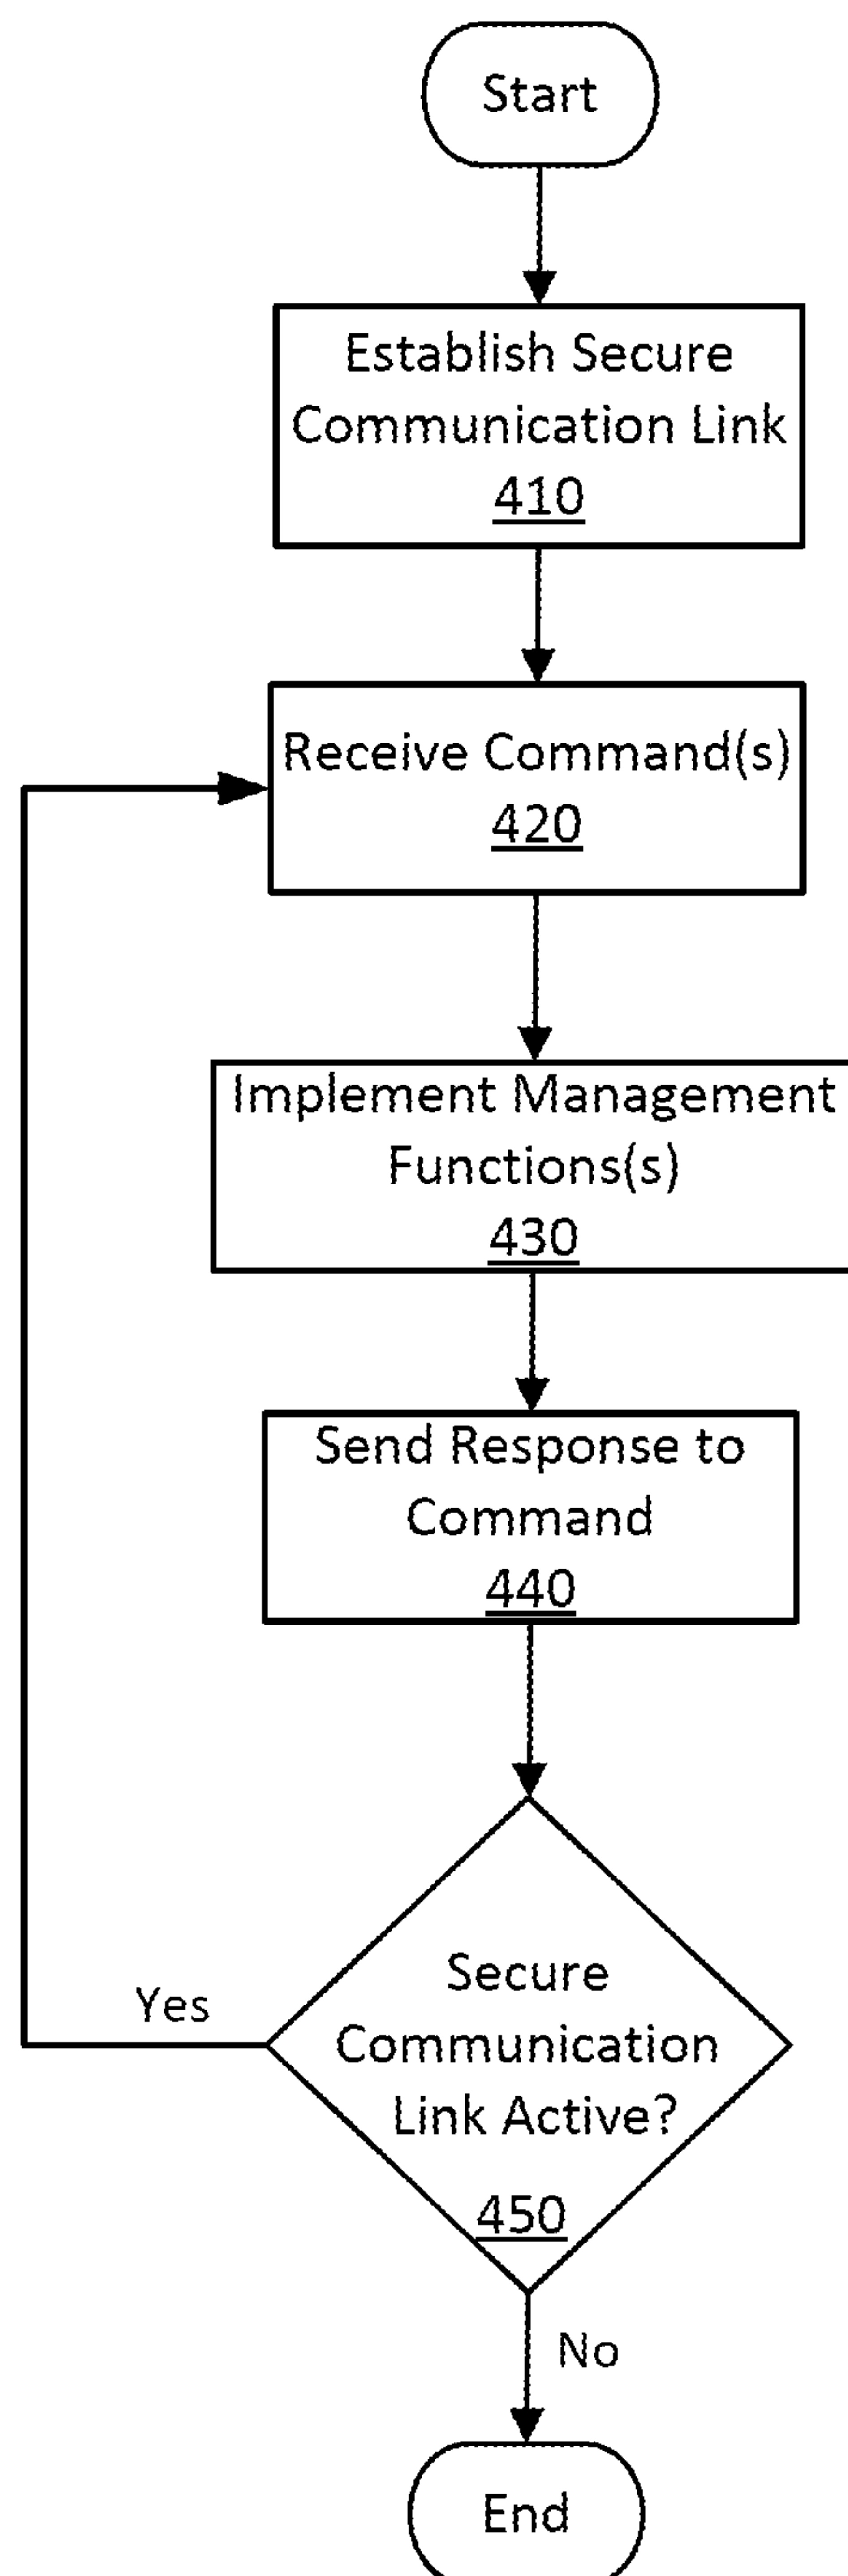 Start
Establish Secure
Communication Link
410
Receive Command(s)
420
Implement Management
Functions(s)
430
Send Response to
Command
440
Secure
Communication
Link Active?
450
Yes
No
End